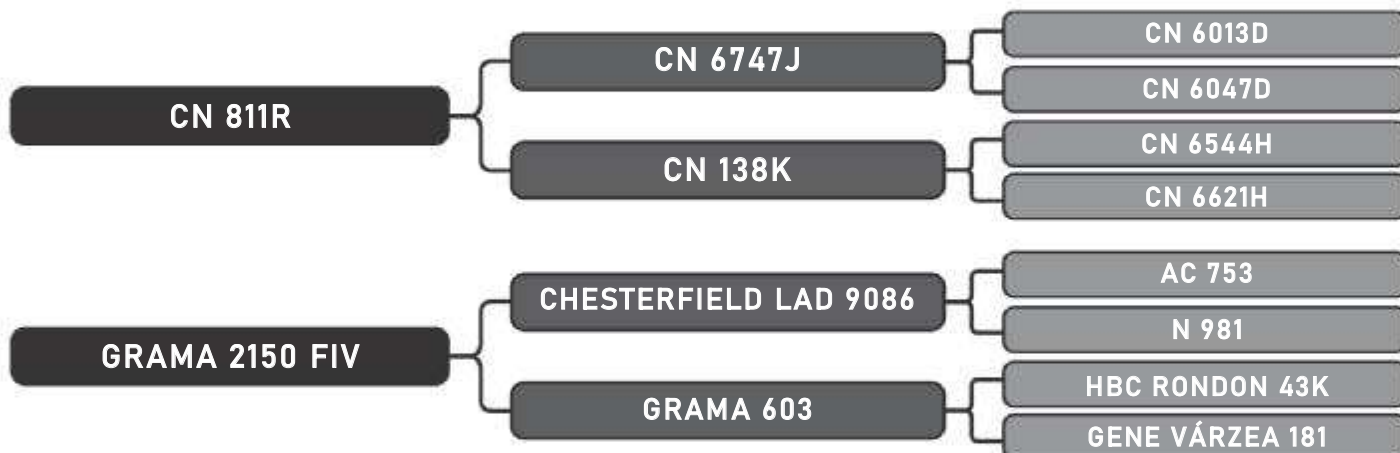 CN 811R
CN 6747J
CN 6013D
CN 6047D
CN 138K
CN 6544H
CN 6621H
GRAMA 2150 FIV
CHESTERFIELD LAD 9086
AC 753
N 981
GRAMA 603
HBC RONDON 43K
GENE VÁRZEA 181